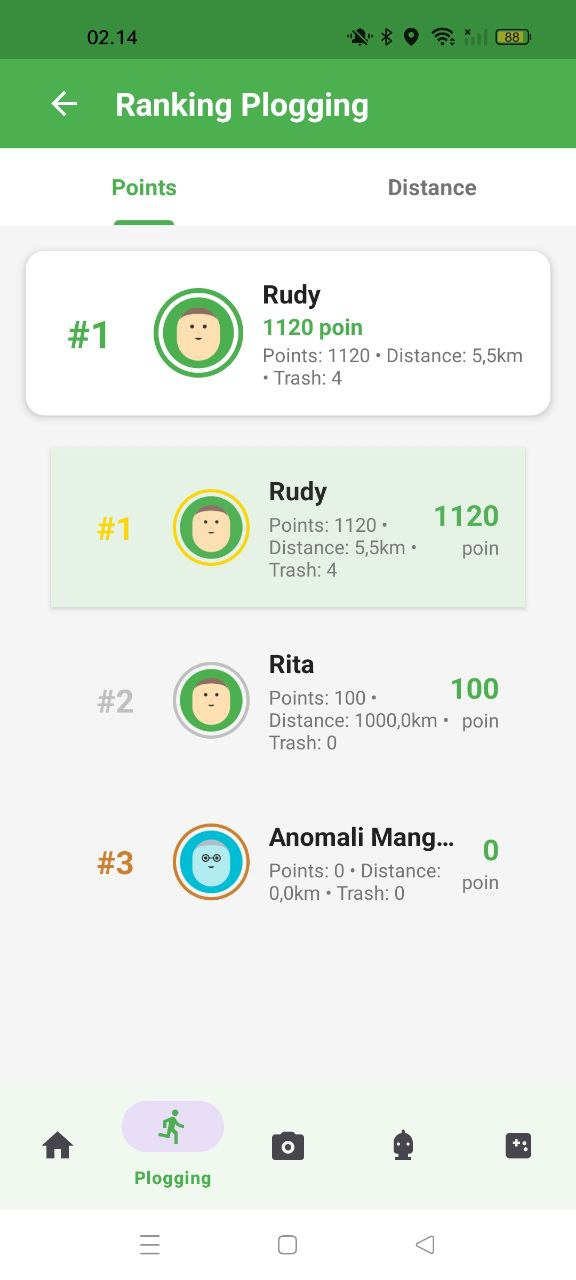 02.14
88
Ranking Plogging
Points
Distance
#1
Rudy
1120 poin
Points: 1120 • Distance: 5,5km
• Trash: 4
#1
Rudy
Points: 1120 •
Distance: 5,5km •
Trash: 4
1120
poin
#2
Rita
Points: 100 •
Distance: 1000,0km •
Trash: 0
100
poin
#3
Anomali Mang...
Points: 0 • Distance:
0,0km • Trash: 0
0
poin
Plogging